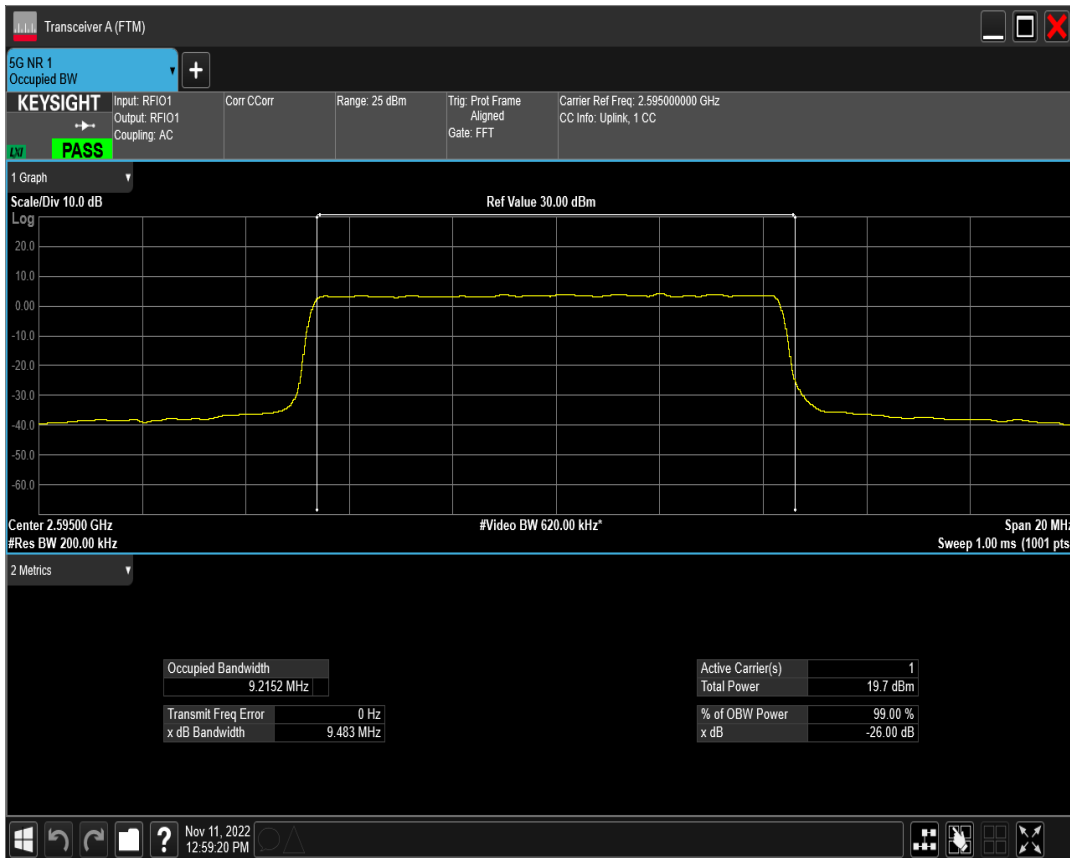 Transceiver A (FTM)
5G NR 1
Occupied BW
+
KEYSIGHT
LXI
PASS
Input: RFIO1
Output: RFIO1
Coupling: AC
Corr CCorr
Range: 25 dBm
Trig: Prot Frame
Aligned
Gate: FFT
Carrier Ref Freq: 2.595000000 GHz
CC Info: Uplink, 1 CC
1 Graph
Scale/Div 10.0 dB
Ref Value 30.00 dBm
Log
20.0
10.0
0.00
-10.0
-20.0
-30.0
-40.0
-50.0
-60.0
Center 2.59500 GHz
#Video BW 620.00 kHz*
Span 20 MHz
#Res BW 200.00 kHz
Sweep 1.00 ms (1001 pts
2 Metrics
Occupied Bandwidth
9.2152 MHz
Transmit Freq Error 0 Hz
x dB Bandwidth 9.483 MHz
Active Carrier(s) 1
Total Power 19.7 dBm
% of OBW Power 99.00 %
x dB -26.00 dB
?
Nov 11, 2022
12:59:20 PM